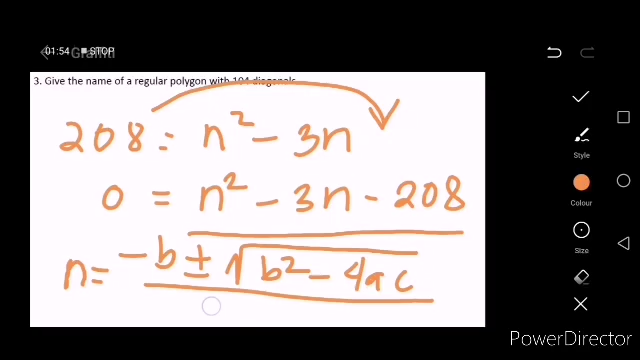 01:54 ■ STOP
3. Give the name of a regular polygon with 104 diagonals
208 = n² - 3n
0 = n² - 3n - 208
n = -b ± √b² - 4ac
Style
Colour
Size
PowerDirector